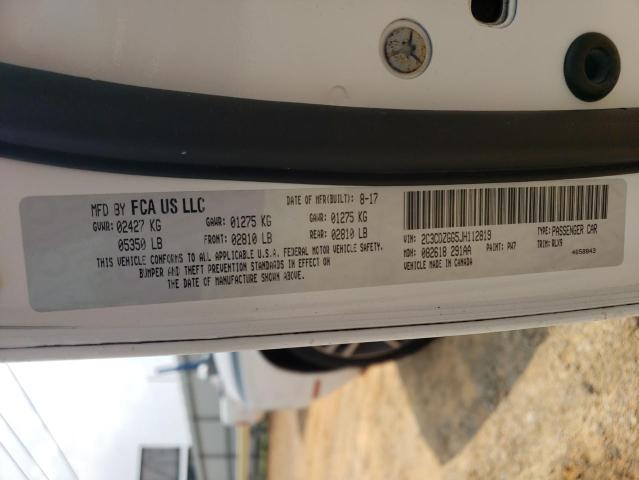 MFD BY FCA US LLC
DATE OF MFR(BUILT): 8-17
GVWR: 02427 KG GAWR: 01275 KG GAWR: 01275 KG
05350 LB FRONT: 02810 LB REAR: 02810 LB
THIS VEHICLE CONFORMS TO ALL APPLICABLE U.S.A. FEDERAL MOTOR VEHICLE SAFETY,
BUMPER AND THEFT PREVENTION STANDARDS IN EFFECT ON
THE DATE OF MANUFACTURE SHOWN ABOVE.
VIN: 2C3CDZGG5JH112819 TYPE: PASSENGER CAR
MDH: 082618 291AA PAINT: PW7 TRIM: RLX9
VEHICLE MADE IN CANADA 4658843